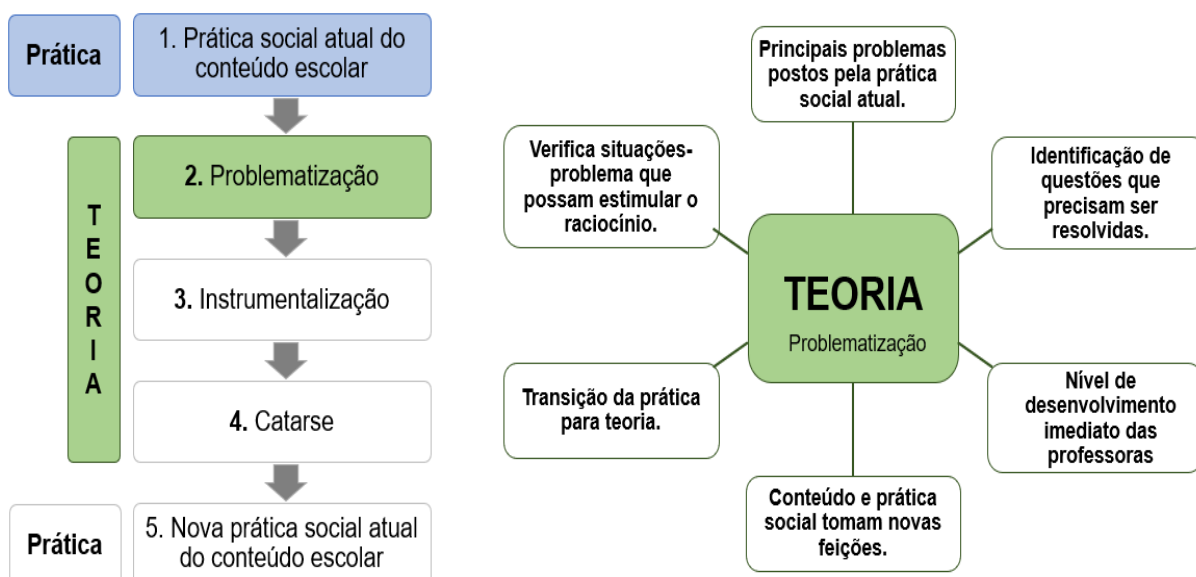 Prática
1. Prática social atual do
conteúdo escolar
T
E
O
R
I
A
2. Problematização
3. Instrumentalização
4. Catarse
Prática
5. Nova prática social atual
do conteúdo escolar
Principais problemas
postos pela prática
social atual.
Verifica situações-
problema que
possam estimular o
raciocínio.
Identificação de
questões que
precisam ser
resolvidas.
TEORIA
Problematização
Transição da prática
para teoria.
Nível de
desenvolvimento
imediato das
professoras
Conteúdo e prática
social tomam novas
feições.